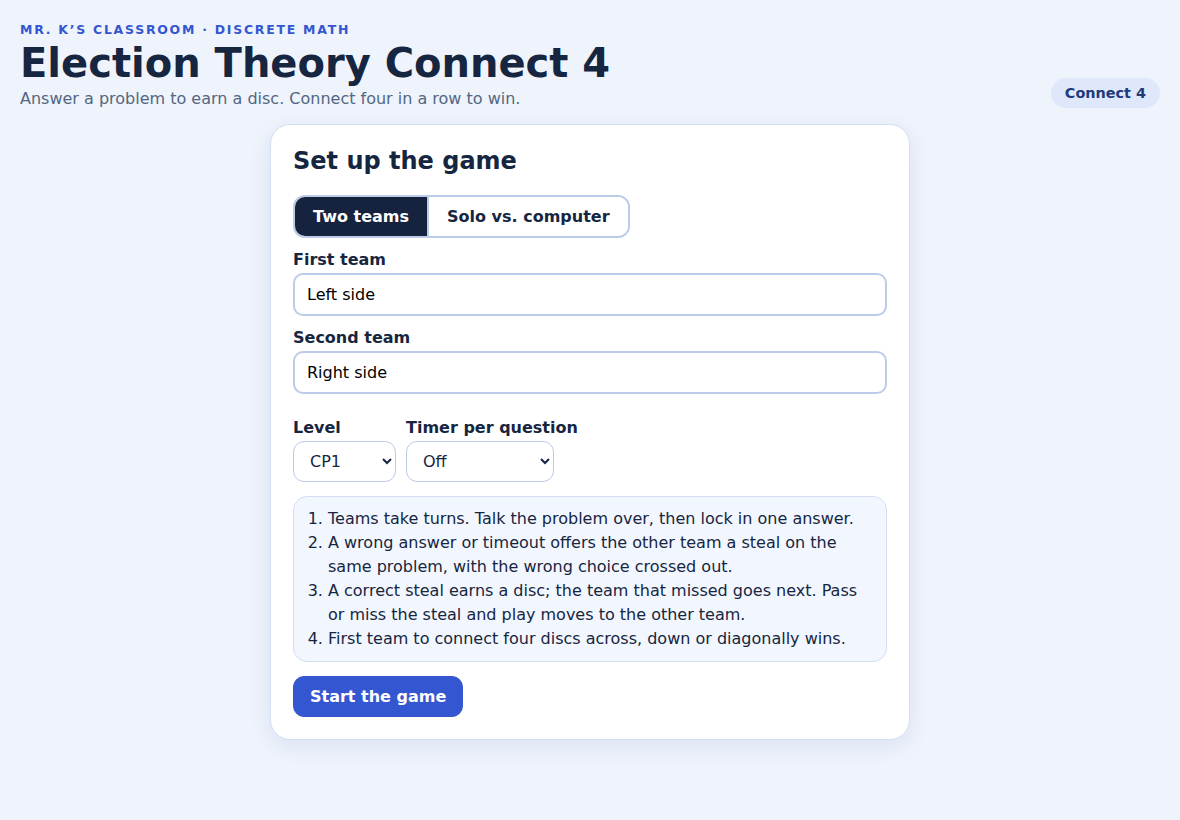 MR. K’S CLASSROOM · DISCRETE MATH
Election Theory Connect 4
Answer a problem to earn a disc. Connect four in a row to win.
Connect 4
Set up the game
Two teams
Solo vs. computer
First team
Left side
Second team
Right side
Level
Timer per question
CP1
Off
1. Teams take turns. Talk the problem over, then lock in one answer.
2. A wrong answer or timeout offers the other team a steal on the
same problem, with the wrong choice crossed out.
3. A correct steal earns a disc; the team that missed goes next. Pass
or miss the steal and play moves to the other team.
4. First team to connect four discs across, down or diagonally wins.
Start the game